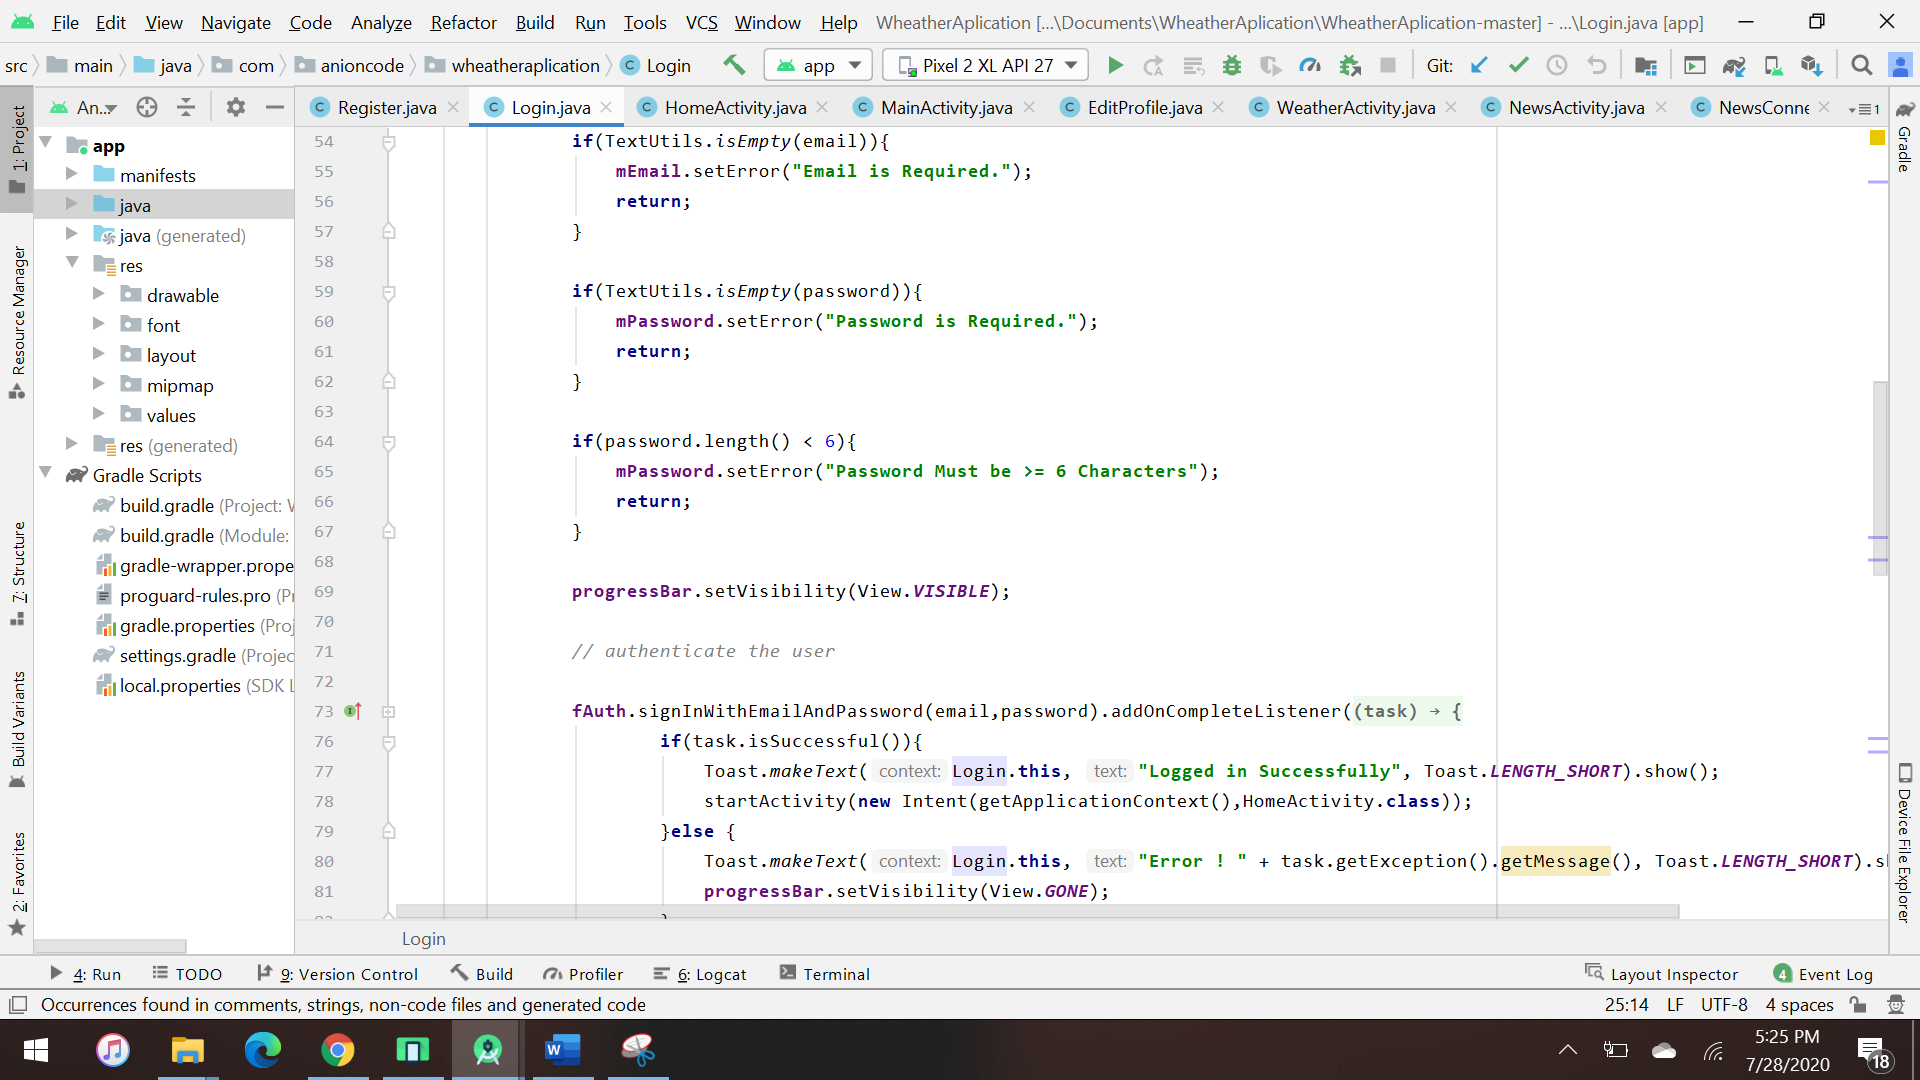 File Edit View Navigate Code Analyze Refactor Build Run Tools VCS Window Help WheatherAplication [...\Documents\WheatherAplication\WheatherAplication-master] - ...\Login.java [app]
src main java com anioncode wheatheraplication Login app Pixel 2 XL API 27 Git:
An... Register.java Login.java HomeActivity.java MainActivity.java EditProfile.java WeatherActivity.java NewsActivity.java NewsConne 1
1: Project
Resource Manager
7: Structure
Build Variants
2: Favorites
app
manifests
java
java (generated)
res
drawable
font
layout
mipmap
values
res (generated)
Gradle Scripts
build.gradle (Project:
build.gradle (Module:
gradle-wrapper.prope
proguard-rules.pro (P
gradle.properties (Proj
settings.gradle (Projec
local.properties (SDK L
54 if(TextUtils.isEmpty(email)){
55 mEmail.setError("Email is Required.");
56 return;
57 }
58
59 if(TextUtils.isEmpty(password)){
60 mPassword.setError("Password is Required.");
61 return;
62 }
63
64 if(password.length() < 6){
65 mPassword.setError("Password Must be >= 6 Characters");
66 return;
67 }
68
69 progressBar.setVisibility(View.VISIBLE);
70
71 // authenticate the user
72
73 fAuth.signInWithEmailAndPassword(email,password).addOnCompleteListener((task) → {
76 if(task.isSuccessful()){
77 Toast.makeText( context: Login.this, text: "Logged in Successfully", Toast.LENGTH_SHORT).show();
78 startActivity(new Intent(getApplicationContext(),HomeActivity.class));
79 }else {
80 Toast.makeText( context: Login.this, text: "Error ! " + task.getException().getMessage(), Toast.LENGTH_SHORT).s
81 progressBar.setVisibility(View.GONE);
Login
Gradle
Device File Explorer
4: Run TODO 9: Version Control Build Profiler 6: Logcat Terminal Layout Inspector 4 Event Log
Occurrences found in comments, strings, non-code files and generated code 25:14 LF UTF-8 4 spaces
5:25 PM
7/28/2020
18